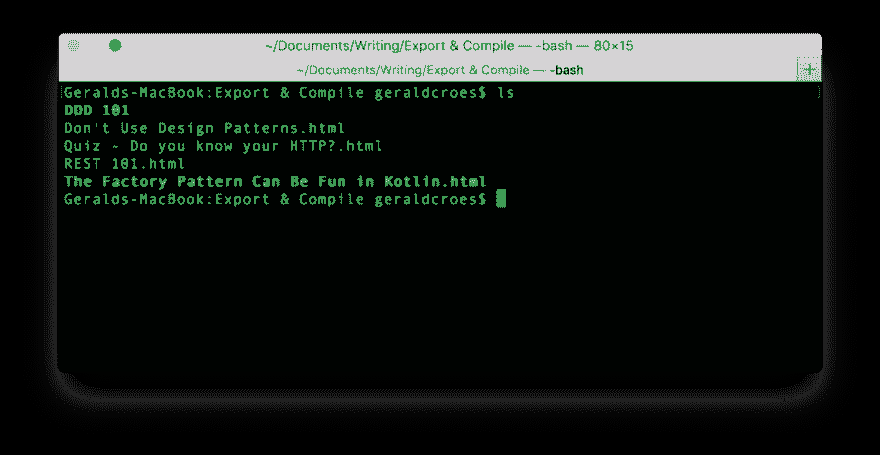 ~/Documents/Writing/Export & Compile — -bash — 80×15
~/Documents/Writing/Export & Compile — -bash
+
Geralds-MacBook:Export & Compile geraldcroes$ ls
DDD 101
Don't Use Design Patterns.html
Quiz - Do you know your HTTP?.html
REST 101.html
The Factory Pattern Can Be Fun in Kotlin.html
Geralds-MacBook:Export & Compile geraldcroes$